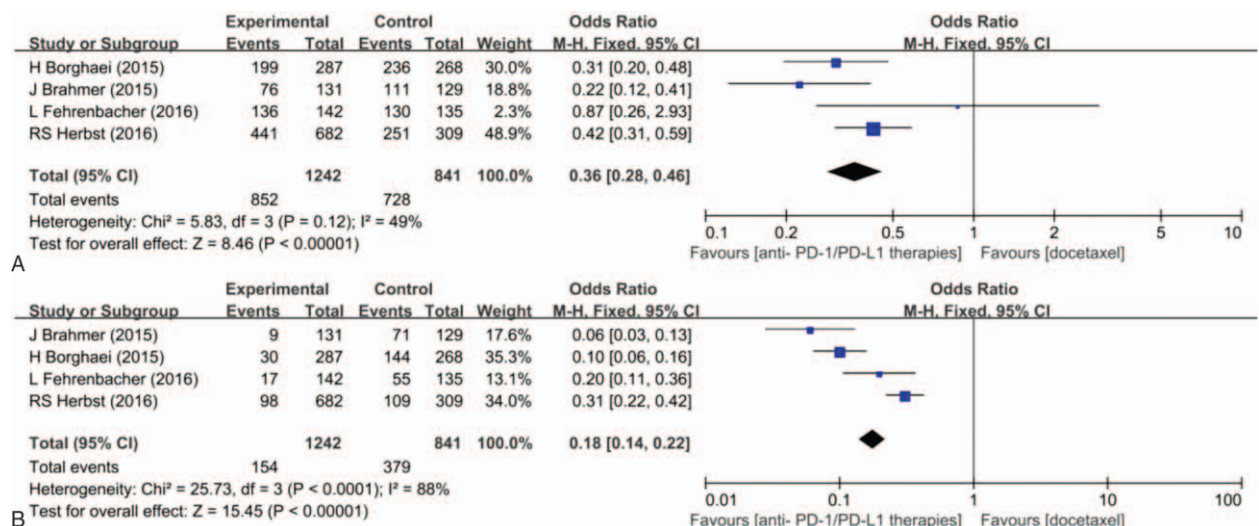 Experimental Control Odds Ratio Odds Ratio
Study or Subgroup Events Total Events Total Weight M-H. Fixed. 95% CI M-H. Fixed. 95% CI
H Borghaei (2015) 199 287 236 268 30.0% 0.31 [0.20, 0.48]
J Brahmer (2015) 76 131 111 129 18.8% 0.22 [0.12, 0.41]
L Fehrenbacher (2016) 136 142 130 135 2.3% 0.87 [0.26, 2.93]
RS Herbst (2016) 441 682 251 309 48.9% 0.42 [0.31, 0.59]
Total (95% CI) 1242 841 100.0% 0.36 [0.28, 0.46]
Total events 852 728
Heterogeneity: Chi² = 5.83, df = 3 (P = 0.12); I² = 49%
Test for overall effect: Z = 8.46 (P < 0.00001)
0.1 0.2 0.5 1 2 5 10
Favours [anti- PD-1/PD-L1 therapies] Favours [docetaxel]
A
Experimental Control Odds Ratio Odds Ratio
Study or Subgroup Events Total Events Total Weight M-H. Fixed. 95% CI M-H. Fixed. 95% CI
J Brahmer (2015) 9 131 71 129 17.6% 0.06 [0.03, 0.13]
H Borghaei (2015) 30 287 144 268 35.3% 0.10 [0.06, 0.16]
L Fehrenbacher (2016) 17 142 55 135 13.1% 0.20 [0.11, 0.36]
RS Herbst (2016) 98 682 109 309 34.0% 0.31 [0.22, 0.42]
Total (95% CI) 1242 841 100.0% 0.18 [0.14, 0.22]
Total events 154 379
Heterogeneity: Chi² = 25.73, df = 3 (P < 0.0001); I² = 88%
Test for overall effect: Z = 15.45 (P < 0.00001)
0.01 0.1 1 10 100
Favours [anti- PD-1/PD-L1 therapies] Favours [docetaxel]
B